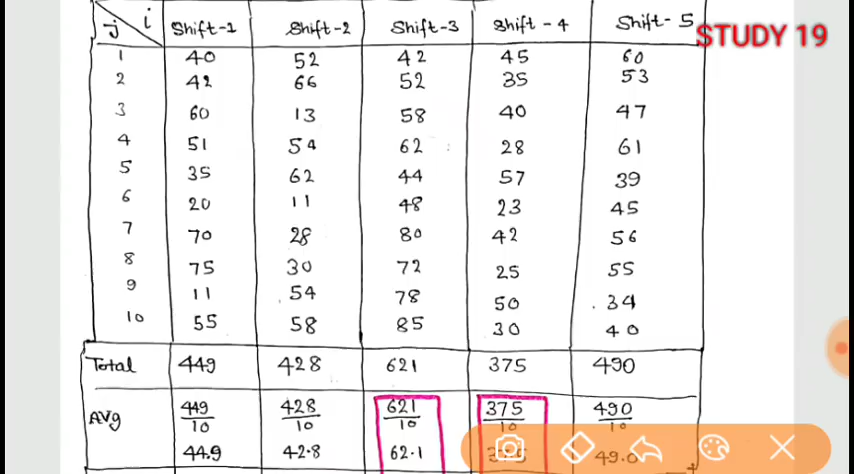 j i Shift-1 Shift-2 Shift-3 Shift-4 Shift-5
STUDY 19
1 40 52 42 45 60
2 42 66 52 35 53
3 60 13 58 40 47
4 51 54 62 28 61
5 35 62 44 57 39
6 20 11 48 23 45
7 70 28 80 42 56
8 75 30 72 25 55
9 11 54 78 50 34
10 55 58 85 30 40
Total 449 428 621 375 490
Avg 449/10 428/10 621/10 375/10 490/10
44.9 42.8 62.1 49.0